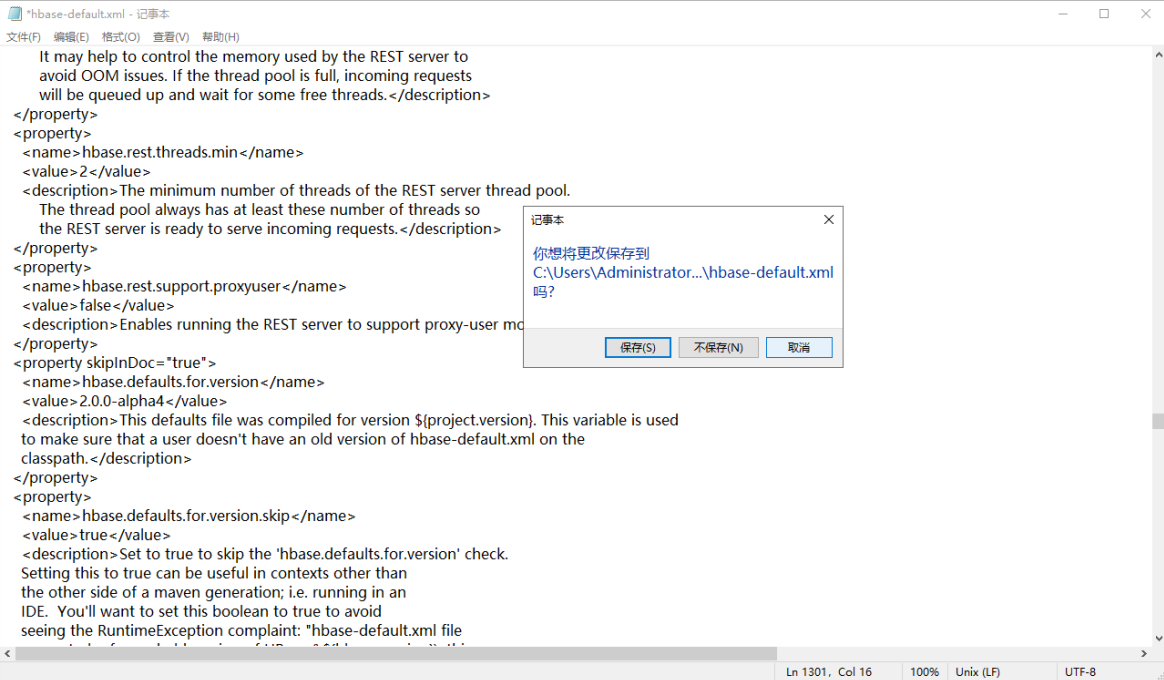 *hbase-default.xml - 记事本
文件(F) 编辑(E) 格式(O) 查看(V) 帮助(H)
It may help to control the memory used by the REST server to
avoid OOM issues. If the thread pool is full, incoming requests
will be queued up and wait for some free threads.</description>
</property>
<property>
<name>hbase.rest.threads.min</name>
<value>2</value>
<description>The minimum number of threads of the REST server thread pool.
The thread pool always has at least these number of threads so
the REST server is ready to serve incoming requests.</description>
</property>
<property>
<name>hbase.rest.support.proxyuser</name>
<value>false</value>
<description>Enables running the REST server to support proxy-user
</property>
<property skipInDoc="true">
<name>hbase.defaults.for.version</name>
<value>2.0.0-alpha4</value>
<description>This defaults file was compiled for version ${project.version}. This variable is used
to make sure that a user doesn't have an old version of hbase-default.xml on the
classpath.</description>
</property>
<property>
<name>hbase.defaults.for.version.skip</name>
<value>true</value>
<description>Set to true to skip the 'hbase.defaults.for.version' check.
Setting this to true can be useful in contexts other than
the other side of a maven generation; i.e. running in an
IDE.  You'll want to set this boolean to true to avoid
seeing the RuntimeException complaint: "hbase-default.xml file
记事本
你想将更改保存到
C:\Users\Administrator...\hbase-default.xml
吗?
保存(S) 不保存(N) 取消
Ln 1301, Col 16 100% Unix (LF) UTF-8